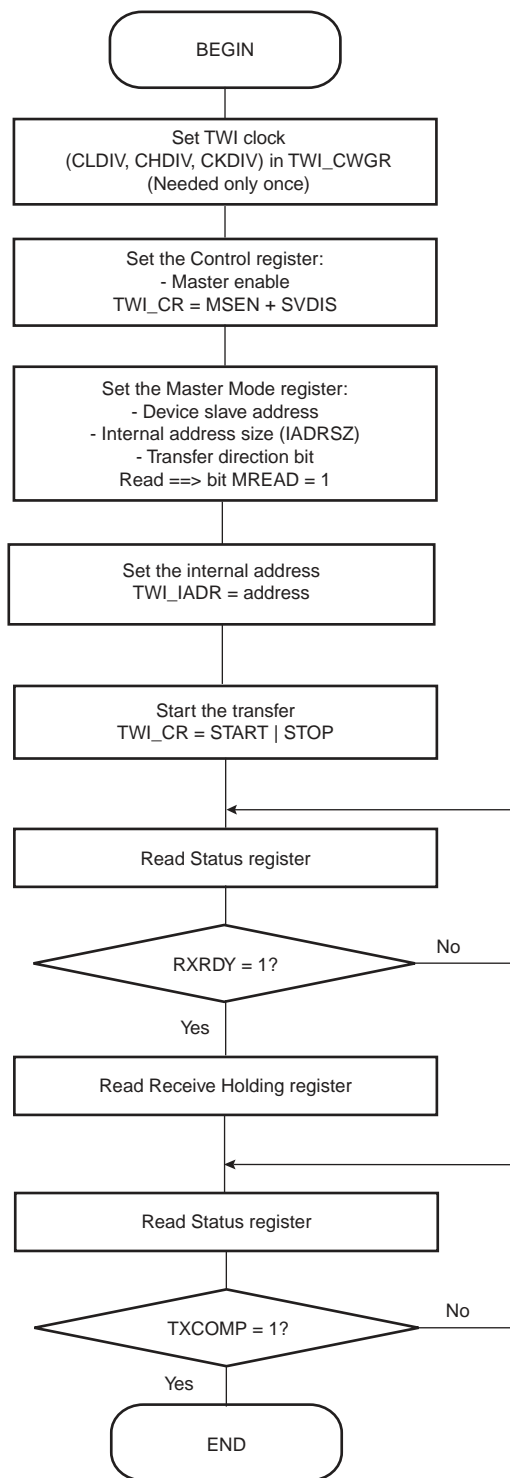 BEGIN
Set TWI clock
(CLDIV, CHDIV, CKDIV) in TWI_CWGR
(Needed only once)
Set the Control register:
- Master enable
TWI_CR = MSEN + SVDIS
Set the Master Mode register:
- Device slave address
- Internal address size (IADRSZ)
- Transfer direction bit
Read ==> bit MREAD = 1
Set the internal address
TWI_IADR = address
Start the transfer
TWI_CR = START | STOP
Read Status register
RXRDY = 1?
No
Yes
Read Receive Holding register
Read Status register
TXCOMP = 1?
No
Yes
END